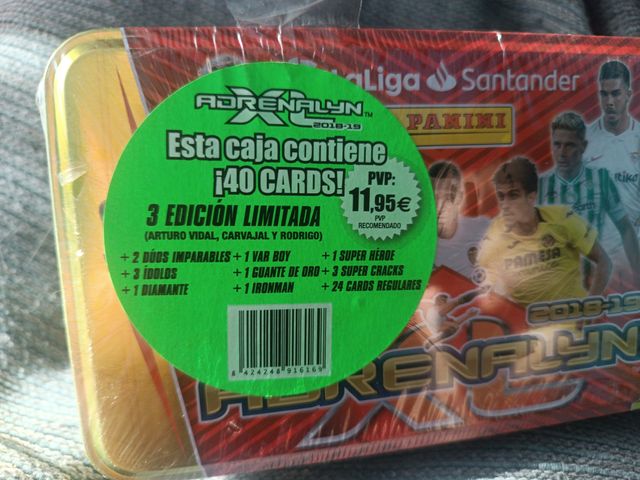 LaLiga Santander
PANINI
ADRENALYN
XL™
2018-19
Esta caja contiene
¡40 CARDS!
PVP:
11,95€
PVP
RECOMENDADO
3 EDICIÓN LIMITADA
(ARTURO VIDAL, CARVAJAL Y RODRIGO)
+ 2 DÚOS IMPARABLES + 1 VAR BOY + 1 SUPER HÉROE
+ 3 ÍDOLOS + 1 GUANTE DE ORO + 3 SUPER CRACKS
+ 1 DIAMANTE + 1 IRONMAN + 24 CARDS REGULARES
8 424248 916169
PAMESA
2018-19
ADRENALYN
XL